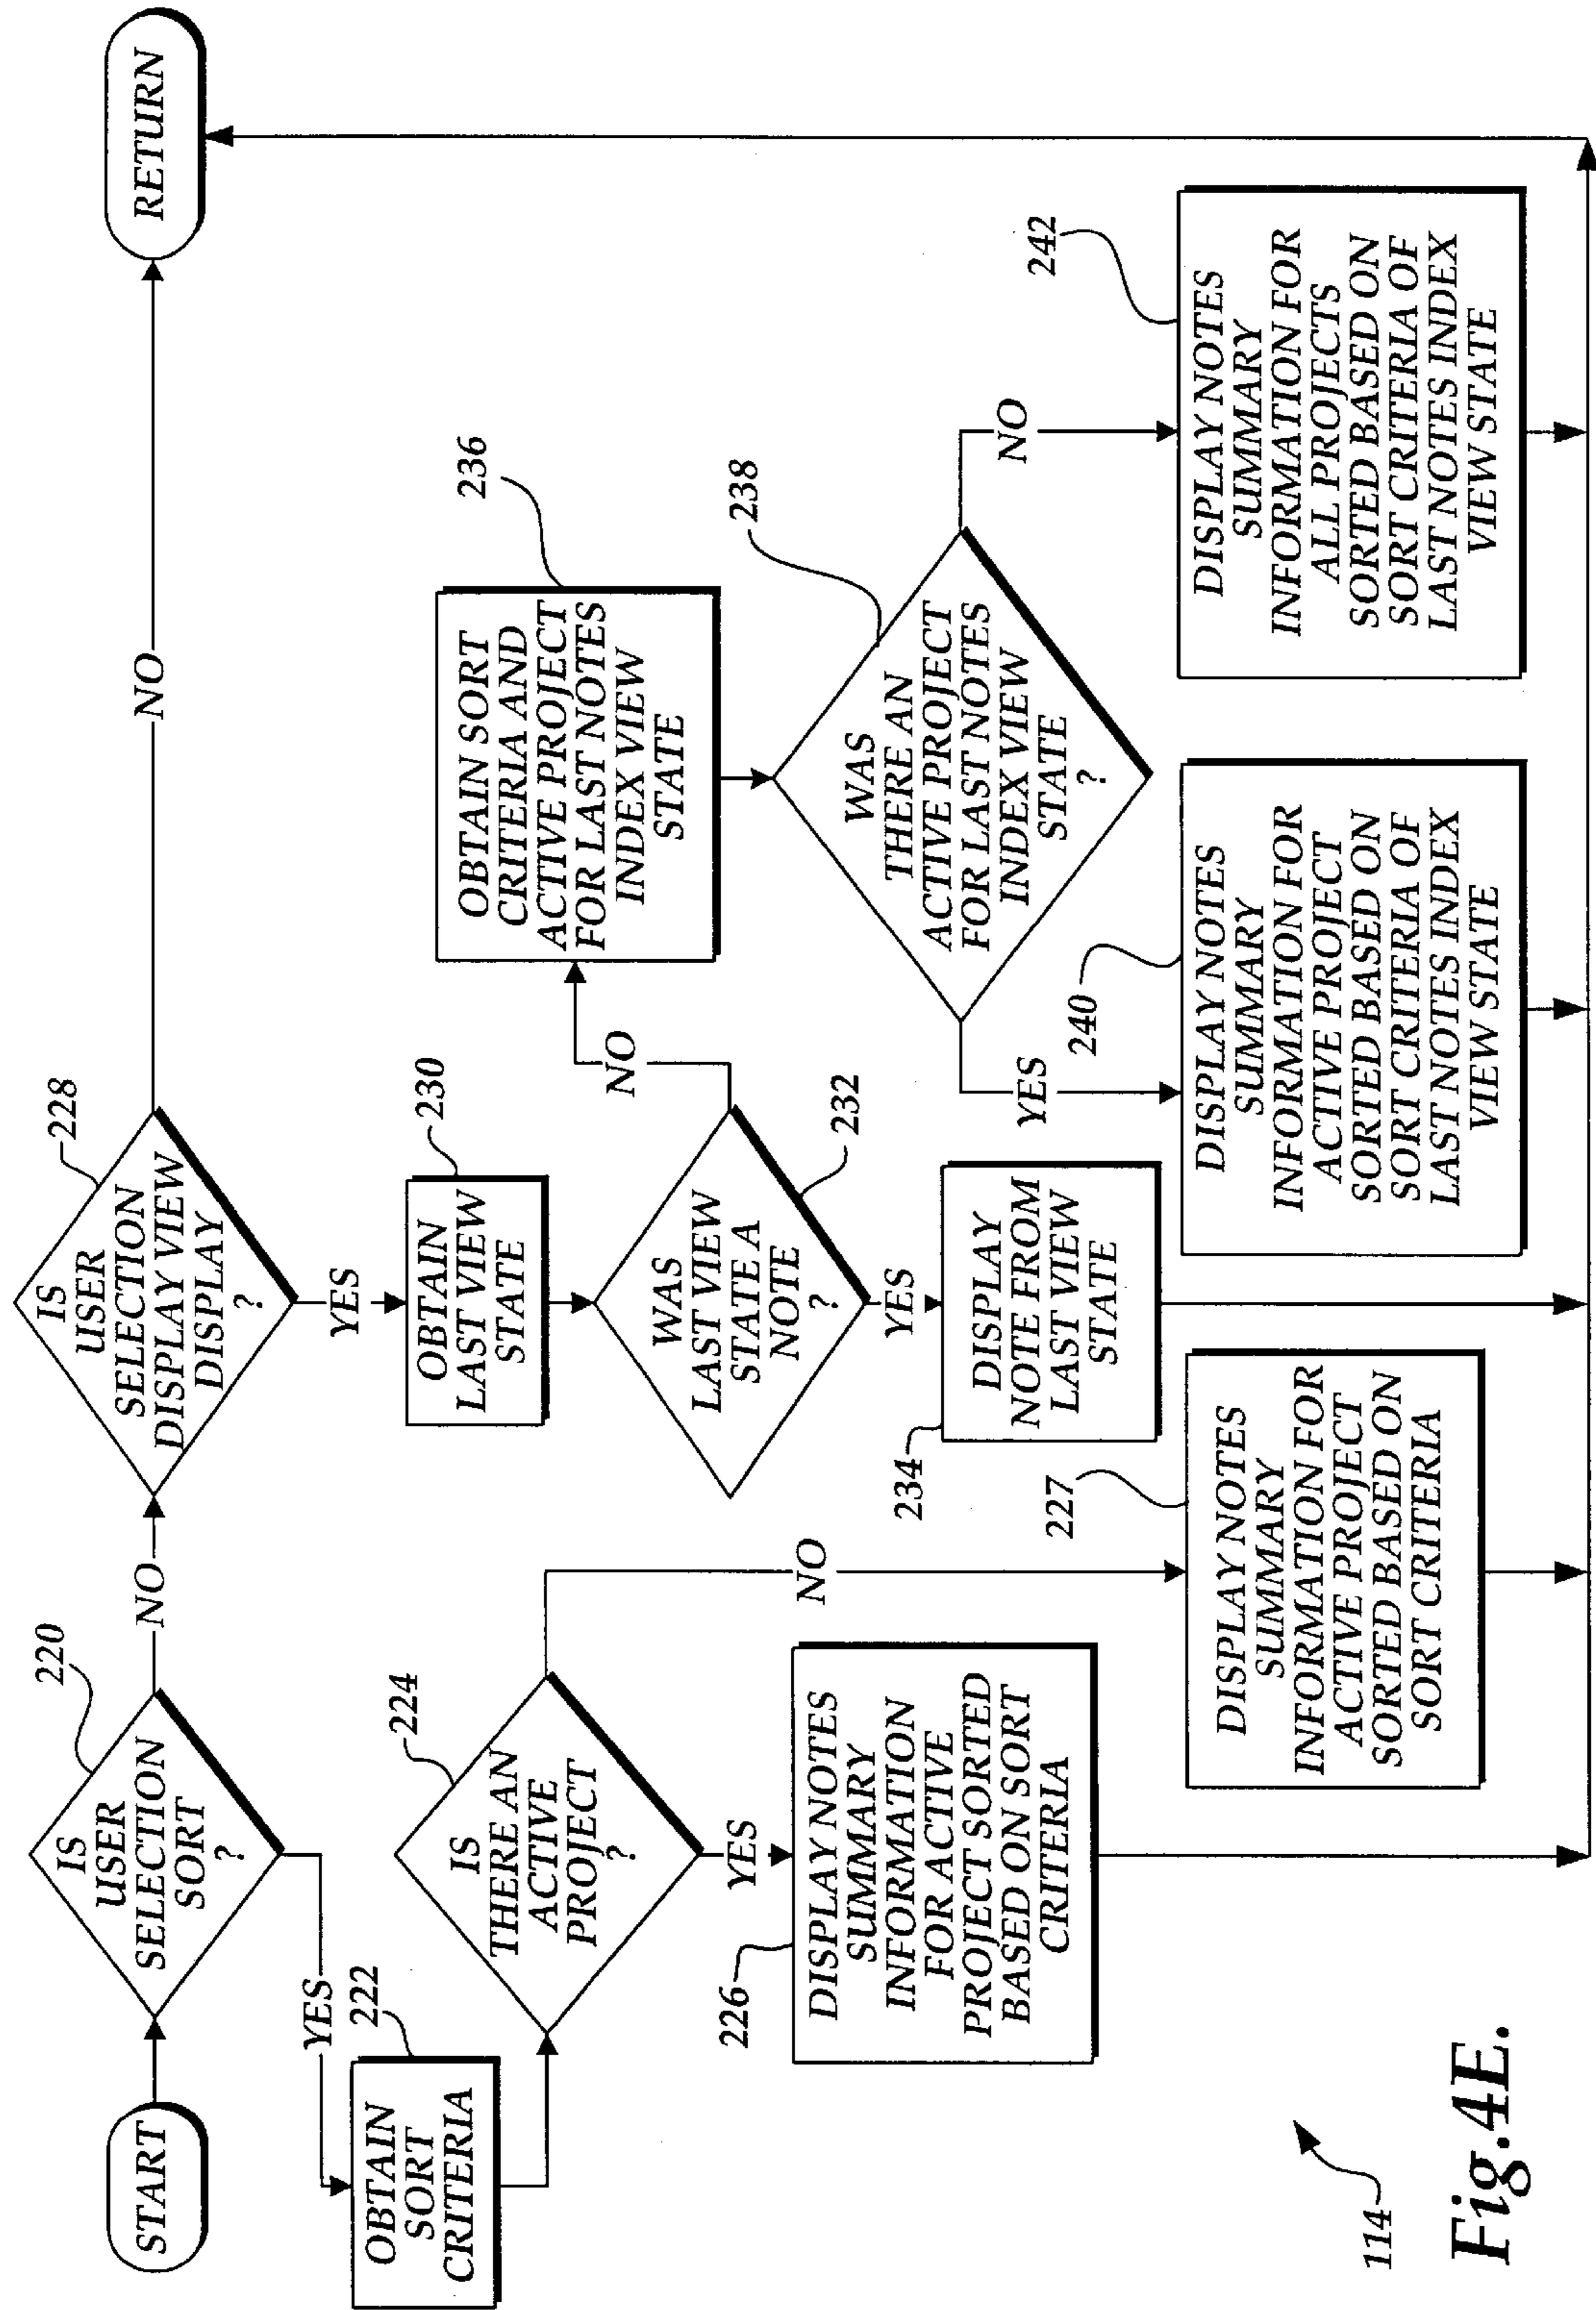 START
220
IS
USER
SELECTION
SORT
?
NO
228
IS
USER
SELECTION
DISPLAY VIEW
DISPLAY
?
NO
RETURN
YES
222
OBTAIN
SORT
CRITERIA
224
IS
THERE AN
ACTIVE
PROJECT
?
NO
YES
226
DISPLAY NOTES
SUMMARY
INFORMATION
FOR ACTIVE
PROJECT SORTED
BASED ON SORT
CRITERIA
227
DISPLAY NOTES
SUMMARY
INFORMATION FOR
ACTIVE PROJECT
SORTED BASED ON
SORT CRITERIA
YES
230
OBTAIN
LAST VIEW
STATE
232
WAS
LAST VIEW
STATE A
NOTE
?
NO
YES
234
DISPLAY
NOTE FROM
LAST VIEW
STATE
236
OBTAIN SORT
CRITERIA AND
ACTIVE PROJECT
FOR LAST NOTES
INDEX VIEW
STATE
238
WAS
THERE AN
ACTIVE PROJECT
FOR LAST NOTES
INDEX VIEW
STATE
?
YES
240
DISPLAY NOTES
SUMMARY
INFORMATION FOR
ACTIVE PROJECT
SORTED BASED ON
SORT CRITERIA OF
LAST NOTES INDEX
VIEW STATE
NO
242
DISPLAY NOTES
SUMMARY
INFORMATION FOR
ALL PROJECTS
SORTED BASED ON
SORT CRITERIA OF
LAST NOTES INDEX
VIEW STATE
114
Fig.4E.